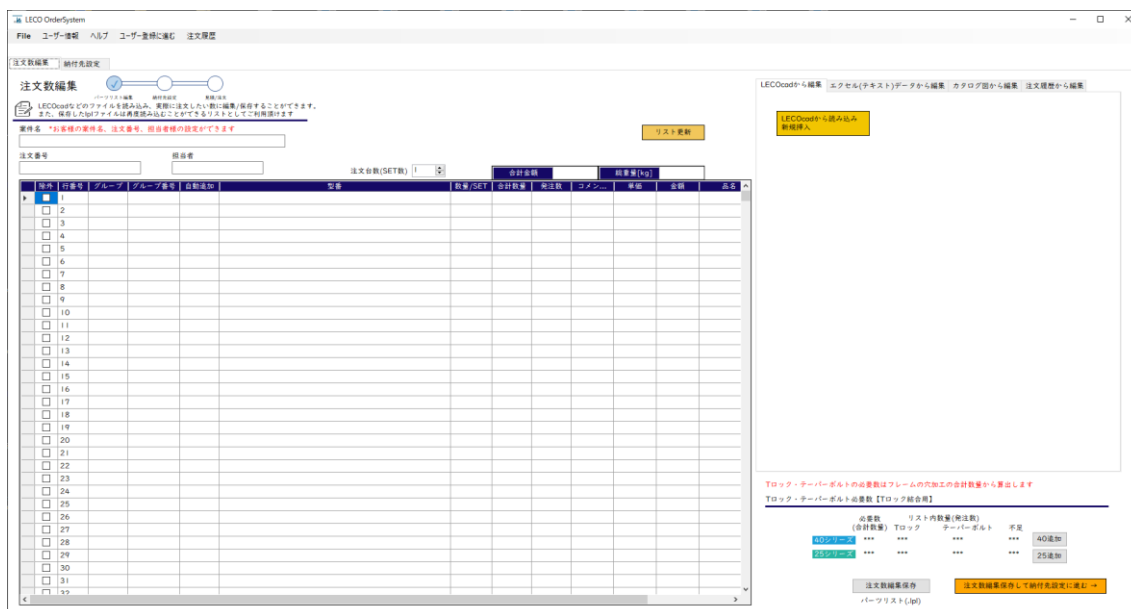 LECO OrderSystem
File ユーザー情報 ヘルプ ユーザー登録に進む 注文履歴
注文数編集 納付先設定
注文数編集
パーツリスト編集 納付先設定 見積/注文
LECOcadなどのファイルを読み込み、実際に注文したい数に編集/保存することができます。
また、保存したlplファイルは再度読み込むことができるリストとしてご利用頂けます
案件名 *お客様の案件名、注文番号、担当者様の設定ができます
リスト更新
注文番号 担当者
注文台数(SET数) 1
合計金額 総重量[kg]
除外 行番号 グループ グループ番号 自動追加 型番 数量/SET 合計数量 発注数 コメン... 単価 金額 品名
1
2
3
4
5
6
7
8
9
10
11
12
13
14
15
16
17
18
19
20
21
22
23
24
25
26
27
28
29
30
31
32
LECOcadから編集 エクセル(テキスト)データから編集 カタログ図から編集 注文履歴から編集
LECOcadから読み込み
新規挿入
Tロック・テーパーボルトの必要数はフレームの穴加工の合計数量から算出します
Tロック・テーパーボルト必要数【Tロック結合用】
必要数 リスト内数量(発注数)
(合計数量) Tロック テーパーボルト 不足
40シリーズ *** *** *** *** 40追加
25シリーズ *** *** *** *** 25追加
注文数編集保存 注文数編集保存して納付先設定に進む →
パーツリスト(.lpl)